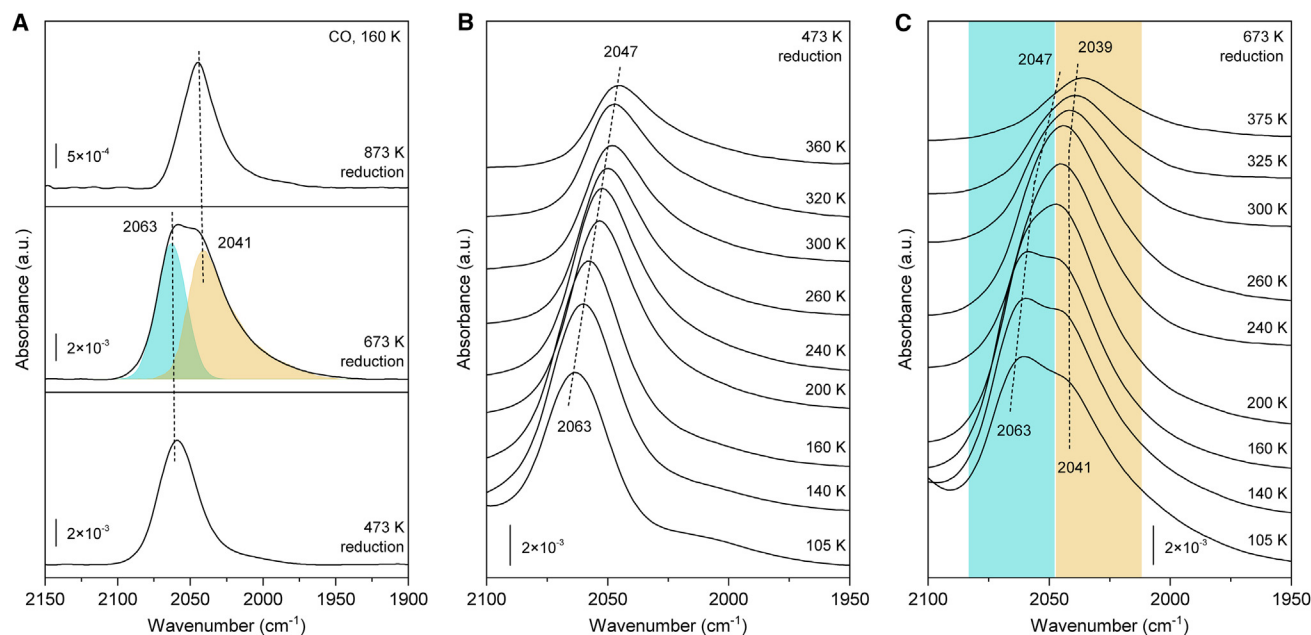 A
CO, 160 K
5×10⁻⁴
873 K
reduction
2063
2041
2×10⁻³
673 K
reduction
2×10⁻³
473 K
reduction
Absorbance (a.u.)
2150
2100
2050
2000
1950
1900
Wavenumber (cm⁻¹)
B
473 K
reduction
2047
360 K
320 K
300 K
260 K
240 K
200 K
160 K
140 K
105 K
2063
2×10⁻³
Absorbance (a.u.)
2100
2050
2000
1950
Wavenumber (cm⁻¹)
C
673 K
reduction
2047
2039
375 K
325 K
300 K
260 K
240 K
200 K
160 K
140 K
105 K
2063
2041
2×10⁻³
Absorbance (a.u.)
2100
2050
2000
1950
Wavenumber (cm⁻¹)